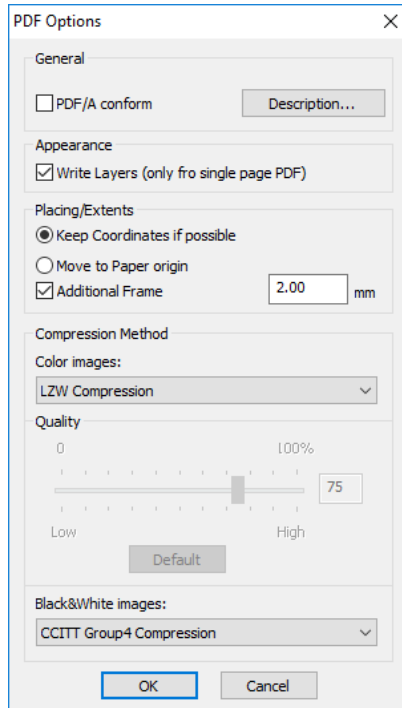 PDF Options
General
PDF/A conform
Description...
Appearance
Write Layers (only fro single page PDF)
Placing/Extents
Keep Coordinates if possible
Move to Paper origin
Additional Frame 2.00 mm
Compression Method
Color images:
LZW Compression
Quality
0 100%
75
Low High
Default
Black&White images:
CCITT Group4 Compression
OK Cancel